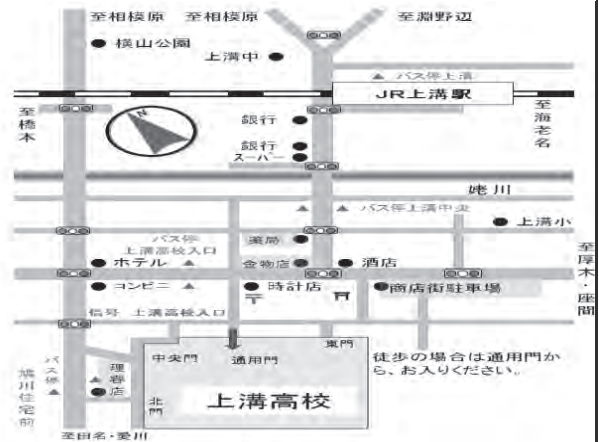 至相模原 至相模原 至淵野辺
横山公園
上溝中
バス停上溝
JR上溝駅
至橋本
至海老名
N
銀行
銀行
スーパー
姥川
バス停上溝中央
上溝小
バス停
上溝高校入口
薬局
ホテル
金物店
酒店
至厚木・座間
コンビニ
時計店
商店街駐車場
信号 上溝高校入口
中央門
通用門
東門
徒歩の場合は通用門か
ら、お入りください。
バス停
鳩川住宅前
理容店
北門
上溝高校
至田名・愛川